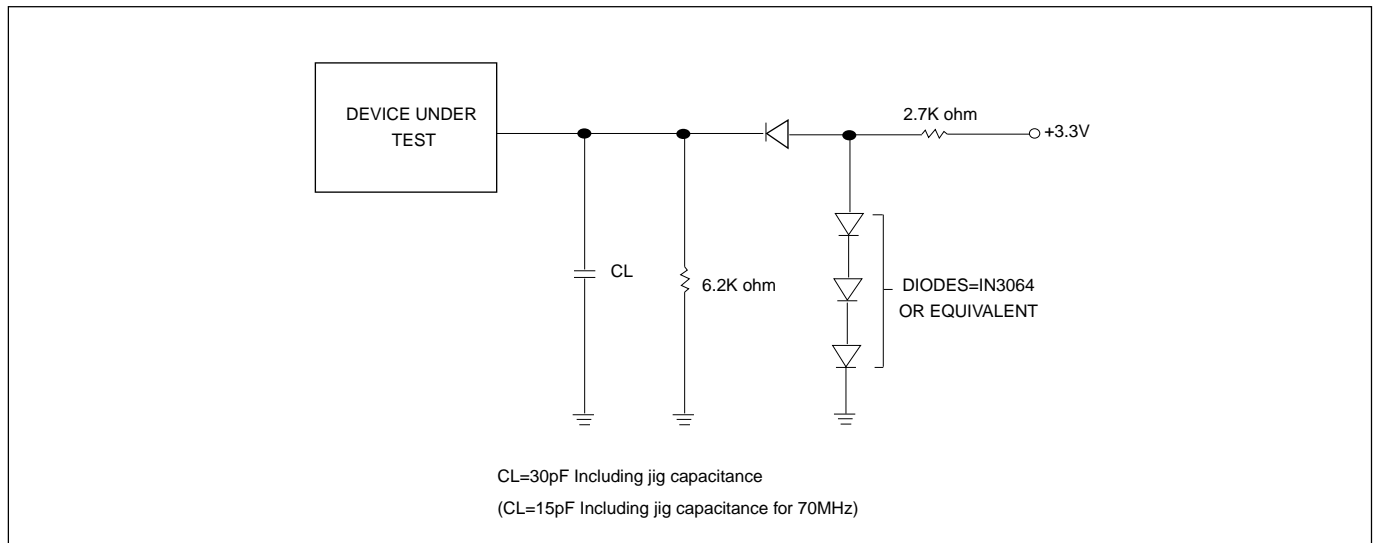 DEVICE UNDER
TEST
2.7K ohm
+3.3V
CL
6.2K ohm
DIODES=IN3064
OR EQUIVALENT
CL=30pF Including jig capacitance
(CL=15pF Including jig capacitance for 70MHz)